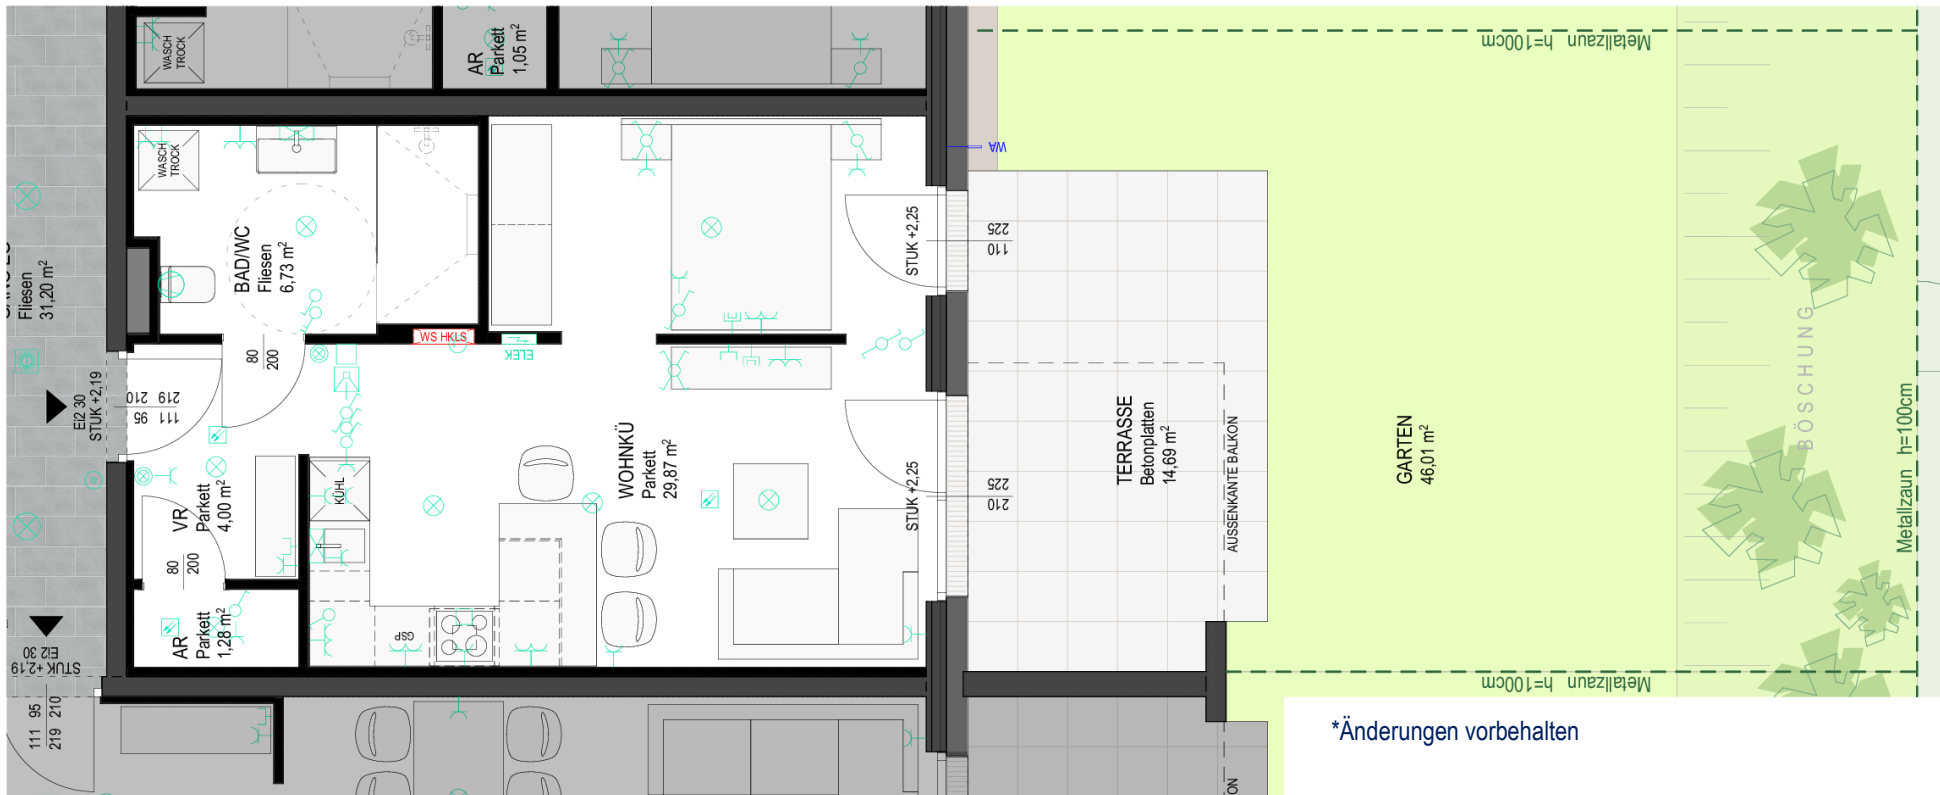 WASCH
TROCK
AR
Parkett
1,05 m²
Metallzaun h=100cm
WA
WASCH
TROCK
BAD/WC
Fliesen
6,73 m²
STUK +2,25
110
225
Fliesen
31,20 m²
WS HKLS
ELEK
80
200
EI2 30
STUK +2,19
111 95
219 210
KÜHL
WOHNKÜ
Parkett
29,87 m²
STUK +2,25
210
225
TERRASSE
Betonplatten
14,69 m²
AUSSENKANTE BALKON
GARTEN
46,01 m²
BÖSCHUNG
Metallzaun h=100cm
VR
Parkett
4,00 m²
80
200
AR
Parkett
1,28 m²
GSP
EI2 30
STUK +2,19
111 95
219 210
Metallzaun h=100cm
*Änderungen vorbehalten